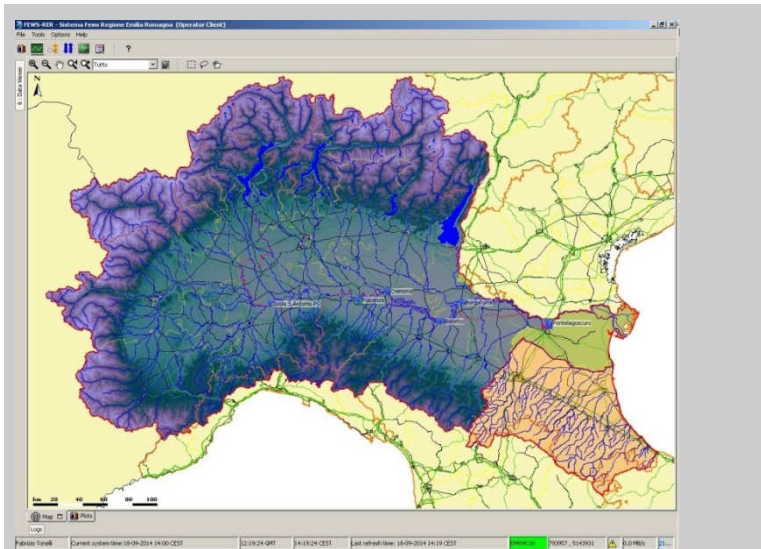 FEWS-RER - Sistema Fews Regione Emilia Romagna (Operator Client)
File Tools Options Help
?
Tutto
6 : Data Viewer
N
Cremona
Piacenza
Borgoforte
Boretto
Pontelagoscuro
km 20 40 60 80 100
Map Plots
Logs
Fabrizio Tonelli Current system time:18-09-2014 14:00 CEST 12:19:24 GMT 14:19:24 CEST Last refresh time: 18-09-2014 14:19 CEST 0.0 MB/s 21...